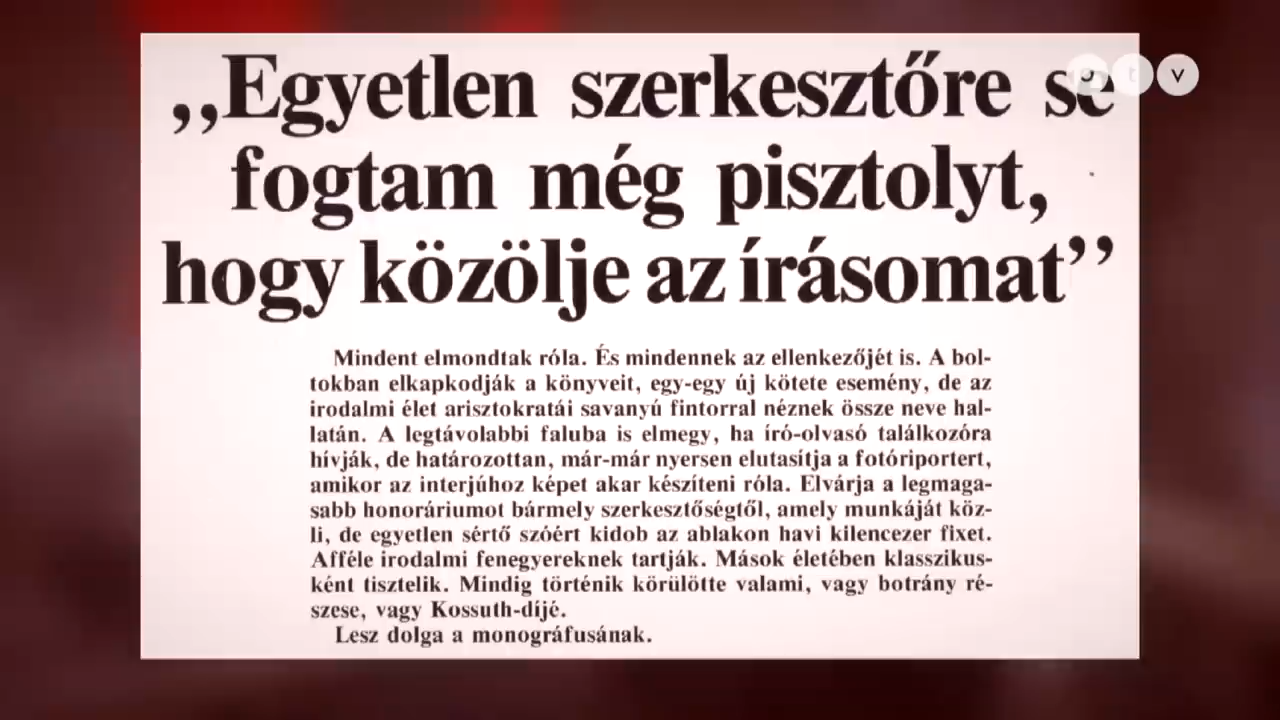 „Egyetlen szerkesztőre se
fogtam még pisztolyt,
hogy közölje az írásomat”
Mindent elmondtak róla. És mindennek az ellenkezőjét is. A bol-
tokban elkapkodják a könyveit, egy-egy új kötete esemény, de az
irodalmi élet arisztokratái savanyú fintorral néznek össze neve hal-
latán. A legtávolabbi faluba is elmegy, ha író-olvasó találkozóra
hívják, de határozottan, már-már nyersen elutasítja a fotóriportert,
amikor az interjúhoz képet akar készíteni róla. Elvárja a legmaga-
sabb honoráriumot bármely szerkesztőségtől, amely munkáját köz-
li, de egyetlen sértő szóért kidob az ablakon havi kilencezer fixet.
Afféle irodalmi fenegyereknek tartják. Mások életében klasszikus-
ként tisztelik. Mindig történik körülötte valami, vagy botrány ré-
szese, vagy Kossuth-díjé.
Lesz dolga a monográfusának.